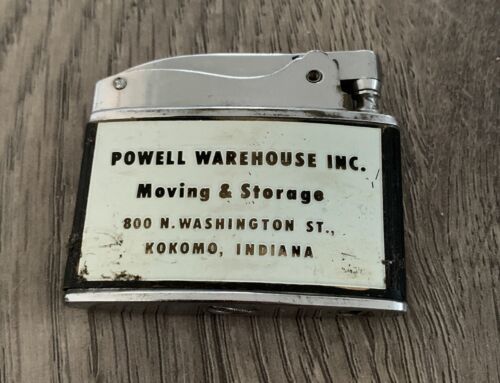 POWELL WAREHOUSE INC.
Moving & Storage
800 N. WASHINGTON ST.,
KOKOMO, INDIANA